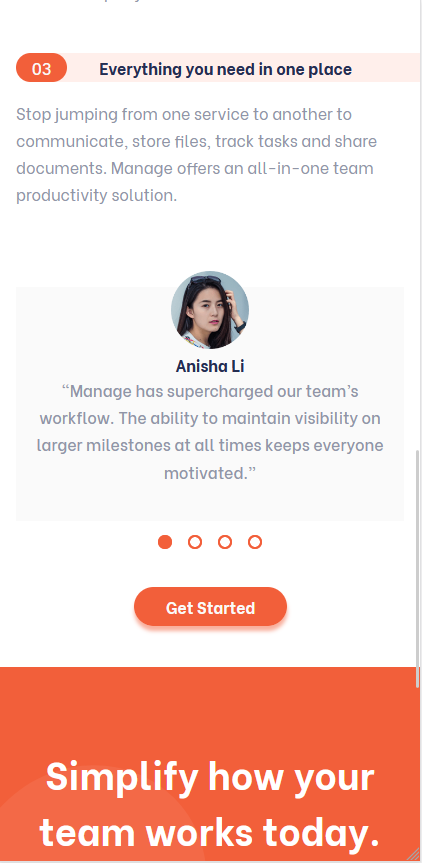 03
Everything you need in one place
Stop jumping from one service to another to
communicate, store files, track tasks and share
documents. Manage offers an all-in-one team
productivity solution.
Anisha Li
“Manage has supercharged our team’s
workflow. The ability to maintain visibility on
larger milestones at all times keeps everyone
motivated.”
Get Started
Simplify how your
team works today.